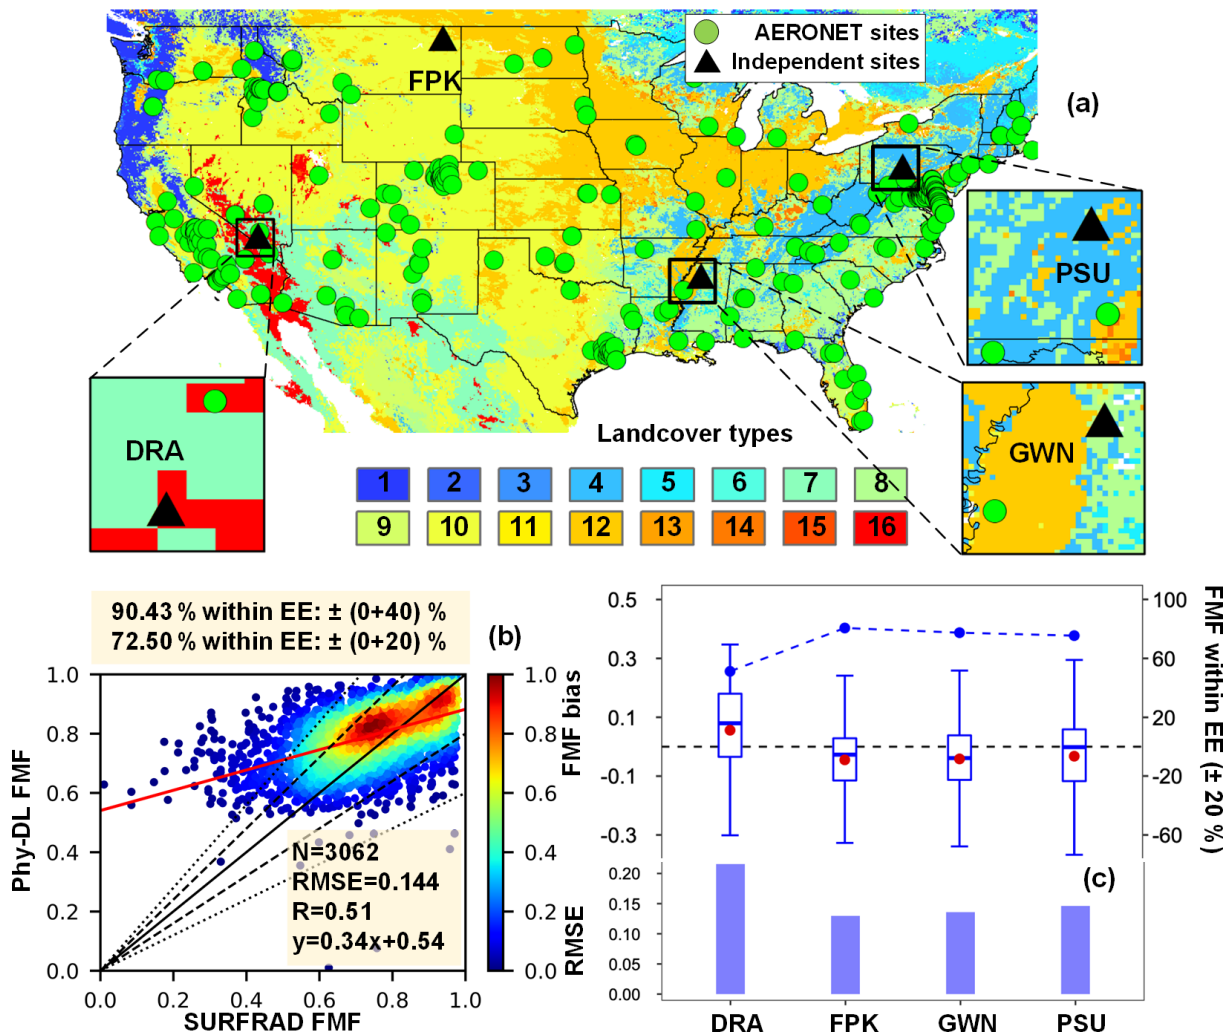 AERONET sites
Independent sites
FPK
(a)
PSU
DRA
GWN
Landcover types
1 2 3 4 5 6 7 8
9 10 11 12 13 14 15 16
90.43 % within EE: ± (0+40) %
72.50 % within EE: ± (0+20) %
(b)
1.0
0.8
0.6
0.4
0.2
0.0
Phy-DL FMF
N=3062
RMSE=0.144
R=0.51
y=0.34x+0.54
0.0 0.2 0.4 0.6 0.8 1.0
SURFRAD FMF
1.0
0.8
0.6
0.4
0.2
0.0
FMF bias
RMSE
0.5
0.3
0.1
-0.1
-0.3
100
60
20
-20
-60
FMF within EE (± 20 %)
0.20
0.15
0.10
0.05
0.00
(c)
DRA FPK GWN PSU